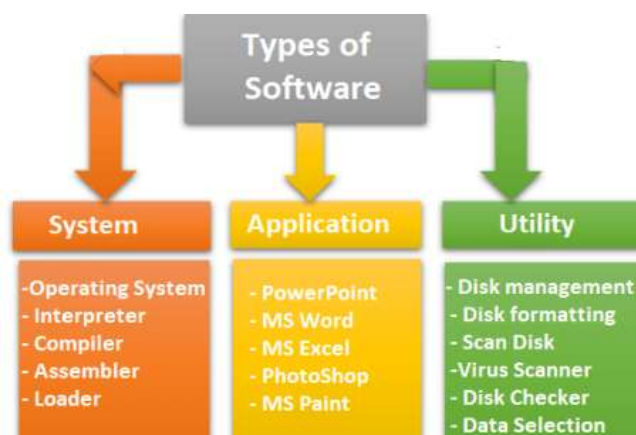 Types of
Software
System
-Operating System
- Interpreter
- Compiler
- Assembler
- Loader
Application
- PowerPoint
- MS Word
- MS Excel
- PhotoShop
- MS Paint
Utility
- Disk management
- Disk formatting
- Scan Disk
-Virus Scanner
- Disk Checker
- Data Selection